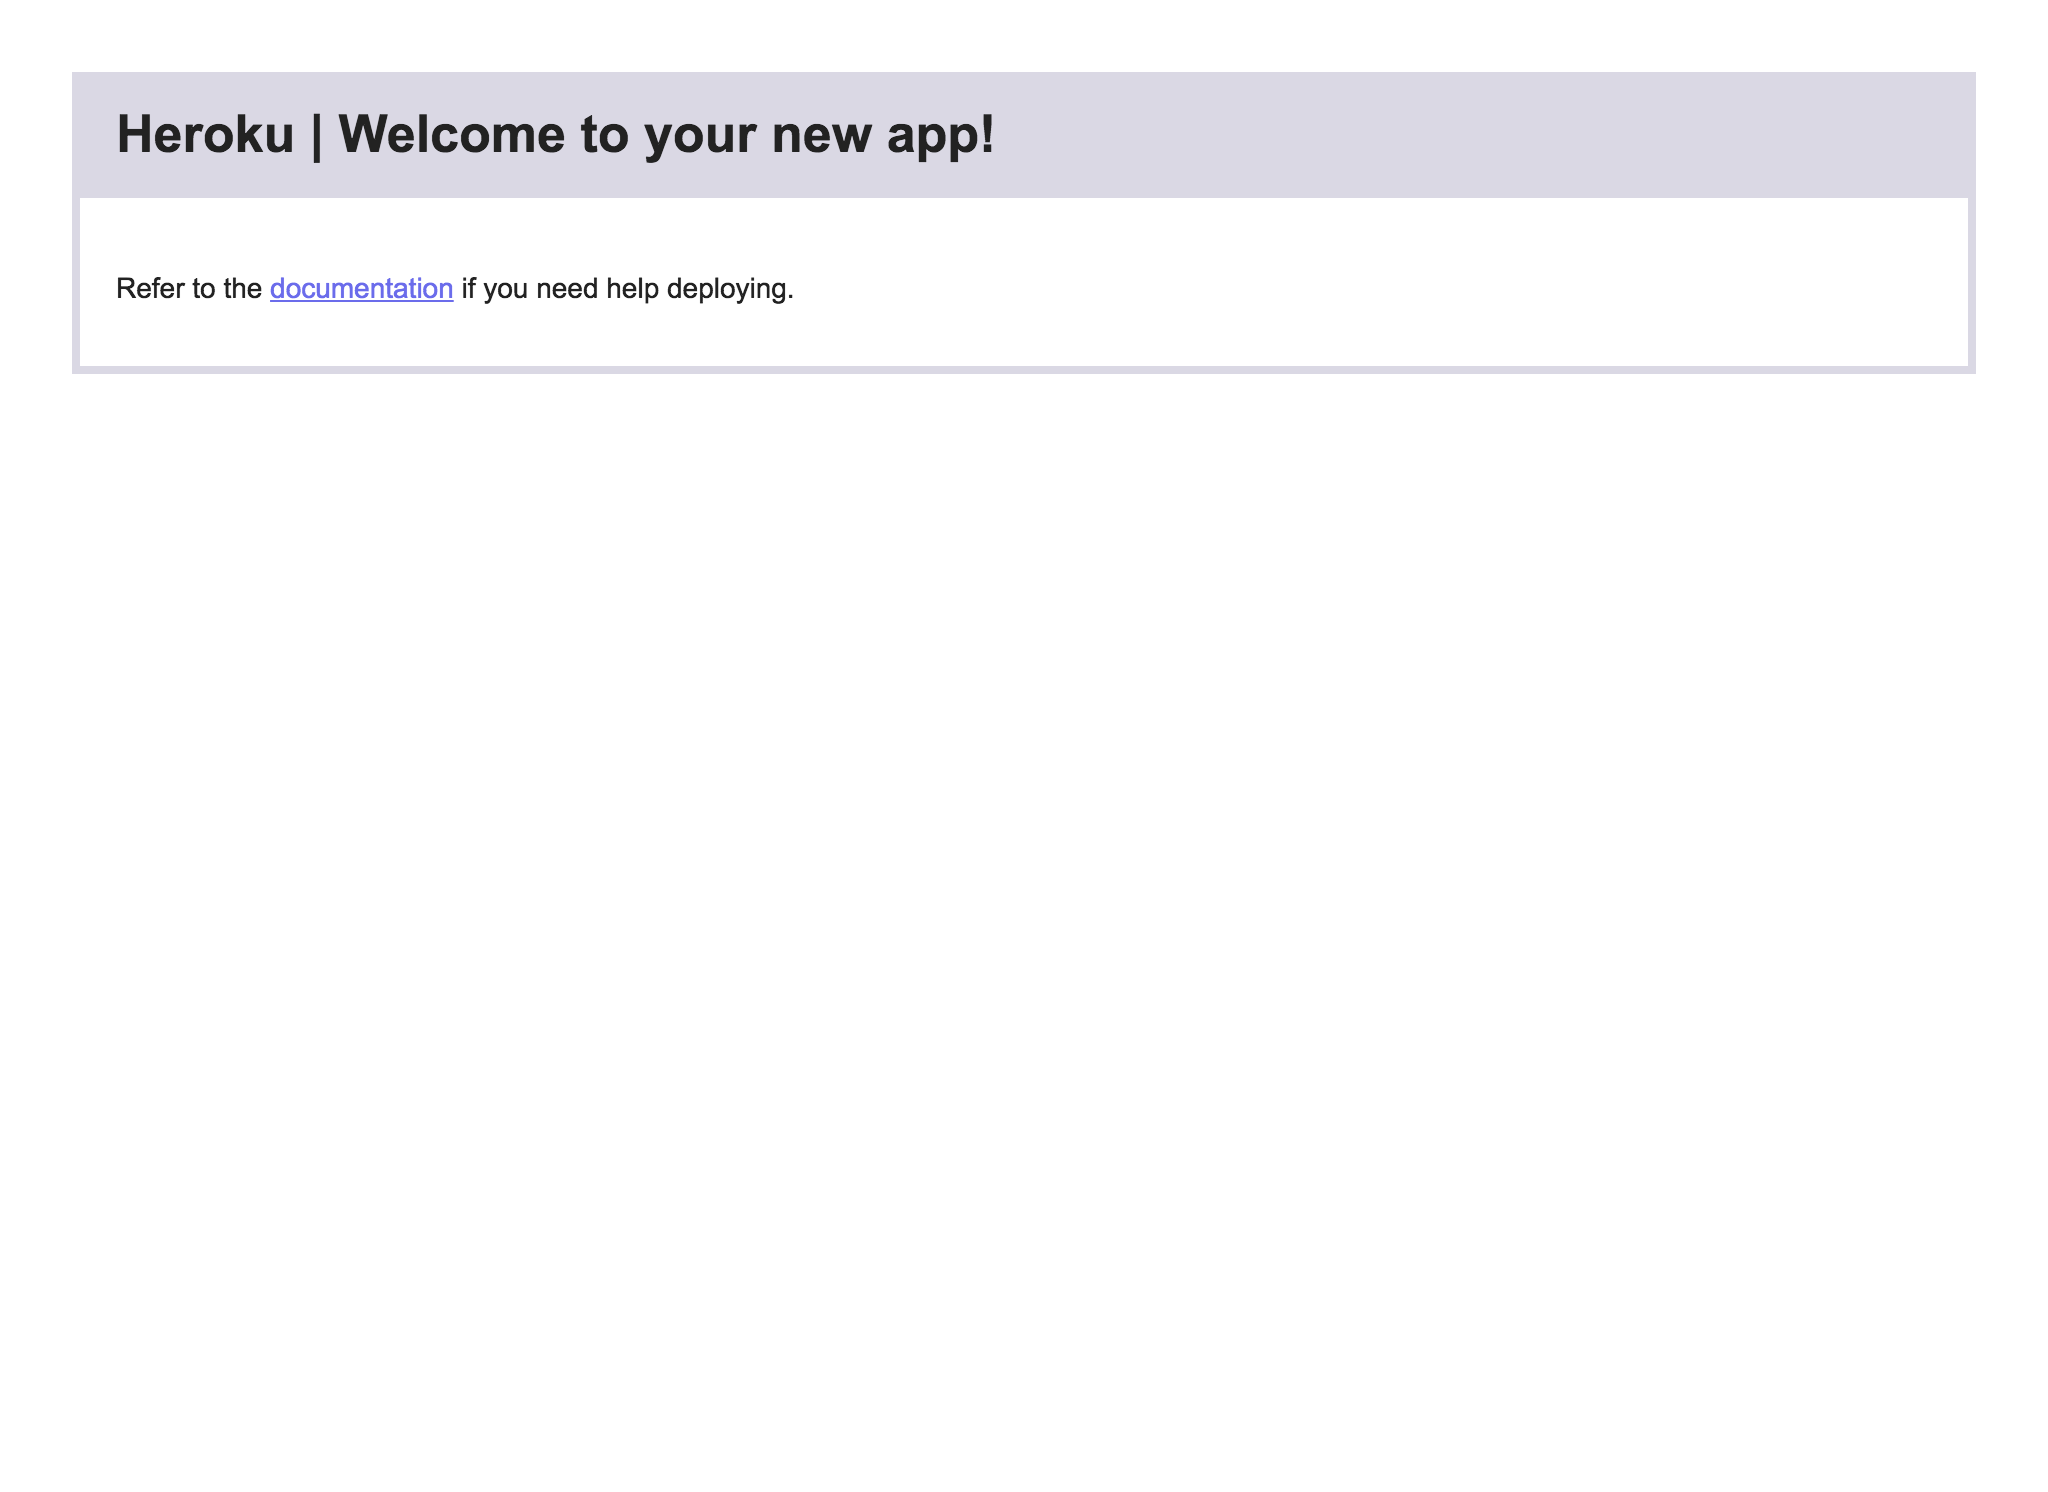 Heroku | Welcome to your new app!
Refer to the documentation if you need help deploying.